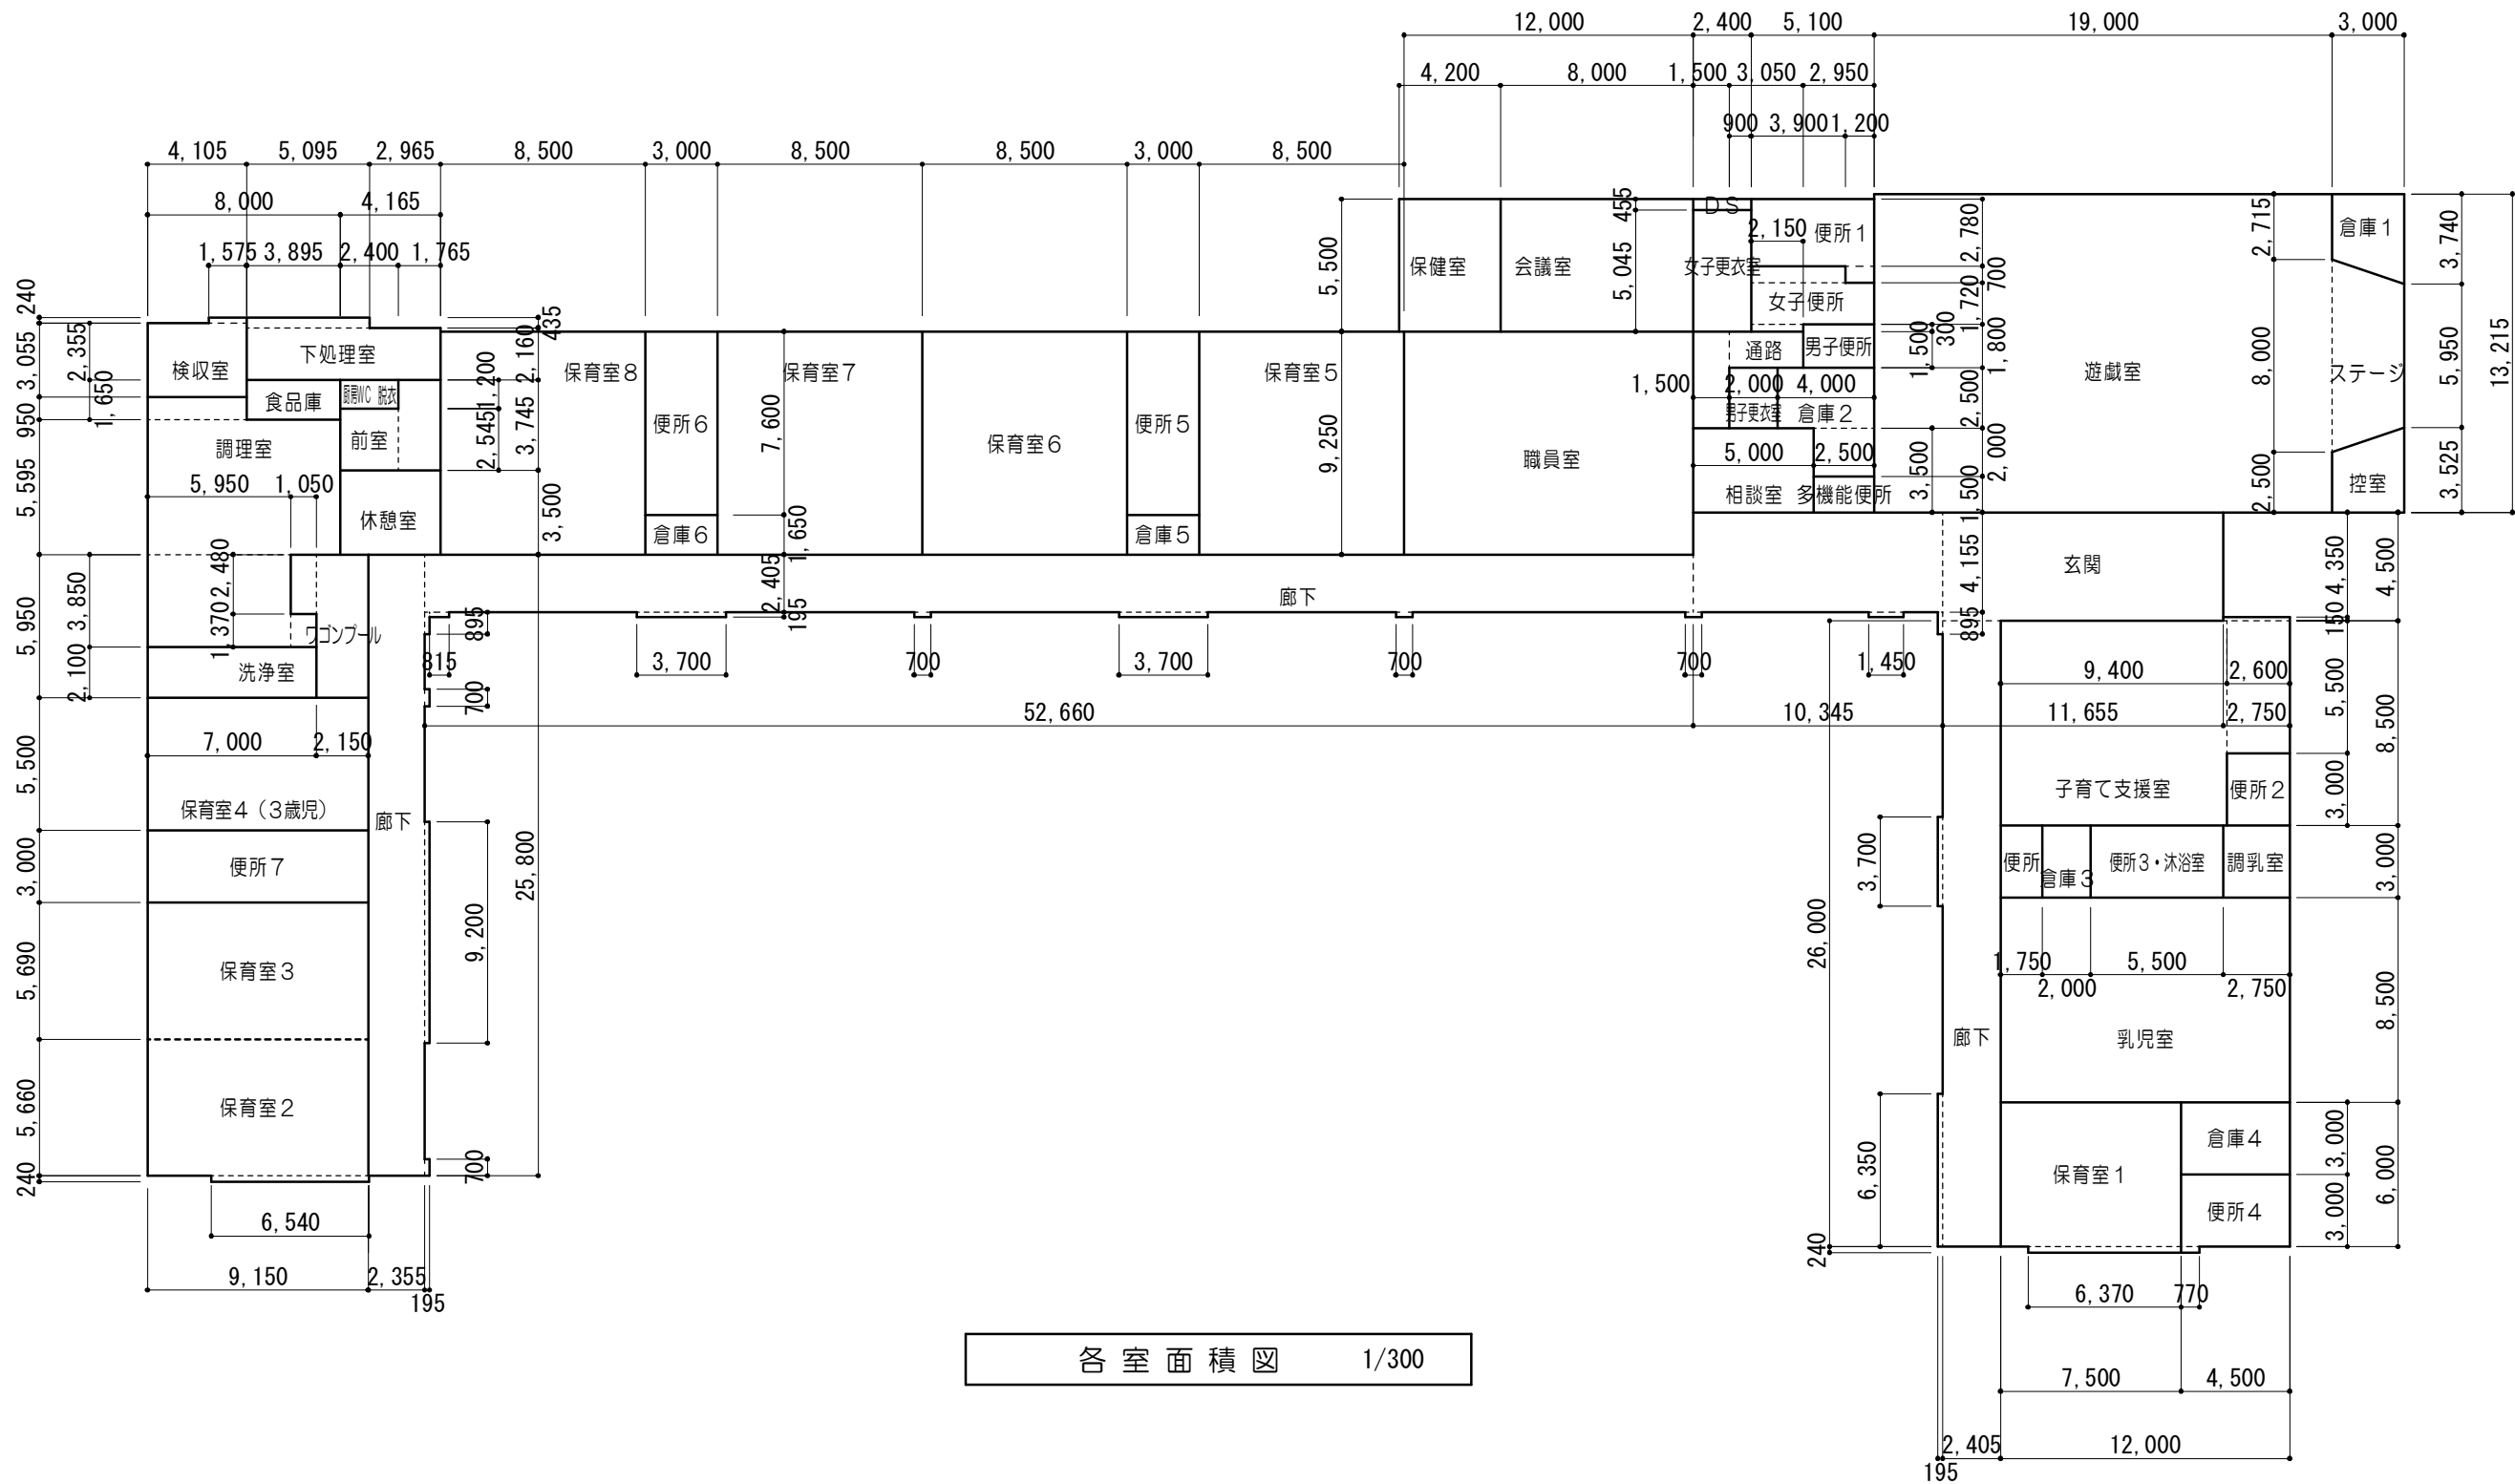 12,000 2,400 5,100 19,000 3,000
4,200 8,000 1,500 3,050 2,950
900 3,900 1,200
4,105 5,095 2,965 8,500 3,000 8,500 8,500 3,000 8,500
8,000 4,165
1,575 3,895 2,400 1,765
240
3,055
950
5,595
5,950
5,500
3,000
5,690
5,660
240
2,355
1,650
3,850
2,100
435
2,160
1,200
3,745
2,545
3,500
25,800
検収室
下処理室
食品庫
厨房WC 脱衣
前室
調理室
5,950 1,050
休憩室
2,480
1,370
ワゴンプール
洗浄室
7,000 2,150
保育室4（3歳児）
廊下
便所7
保育室3
保育室2
895
815
700
9,200
700
6,540
9,150 2,355
195
保育室8
便所6
倉庫6
保育室7
7,600
1,650
2,405
195
保育室6
便所5
倉庫5
保育室5
5,500
9,250
保健室
会議室
455
5,045
DS
女子更衣室
2,150
便所1
女子便所
通路
男子便所
1,500 2,000 4,000
男子更衣室
倉庫2
職員室
5,000 2,500
相談室
多機能便所
2,780
700
1,720
300
1,500
1,800
2,500
2,000
3,500
1,500
4,155
895
遊戯室
2,715
8,000
2,500
倉庫1
ステージ
控室
3,740
5,950
3,525
13,215
廊下
玄関
3,700 700 3,700 700 700 1,450
52,660 10,345 11,655 2,750
9,400 2,600
4,350
150
5,500
3,000
4,500
8,500
3,000
8,500
6,000
子育て支援室
便所2
便所
倉庫3
便所3・沐浴室
調乳室
1,750 5,500
2,000 2,750
3,700
26,000
6,350
240
廊下
乳児室
保育室1
倉庫4
便所4
3,000
3,000
6,370 770
7,500 4,500
2,405 12,000
195
各室面積図 1/300